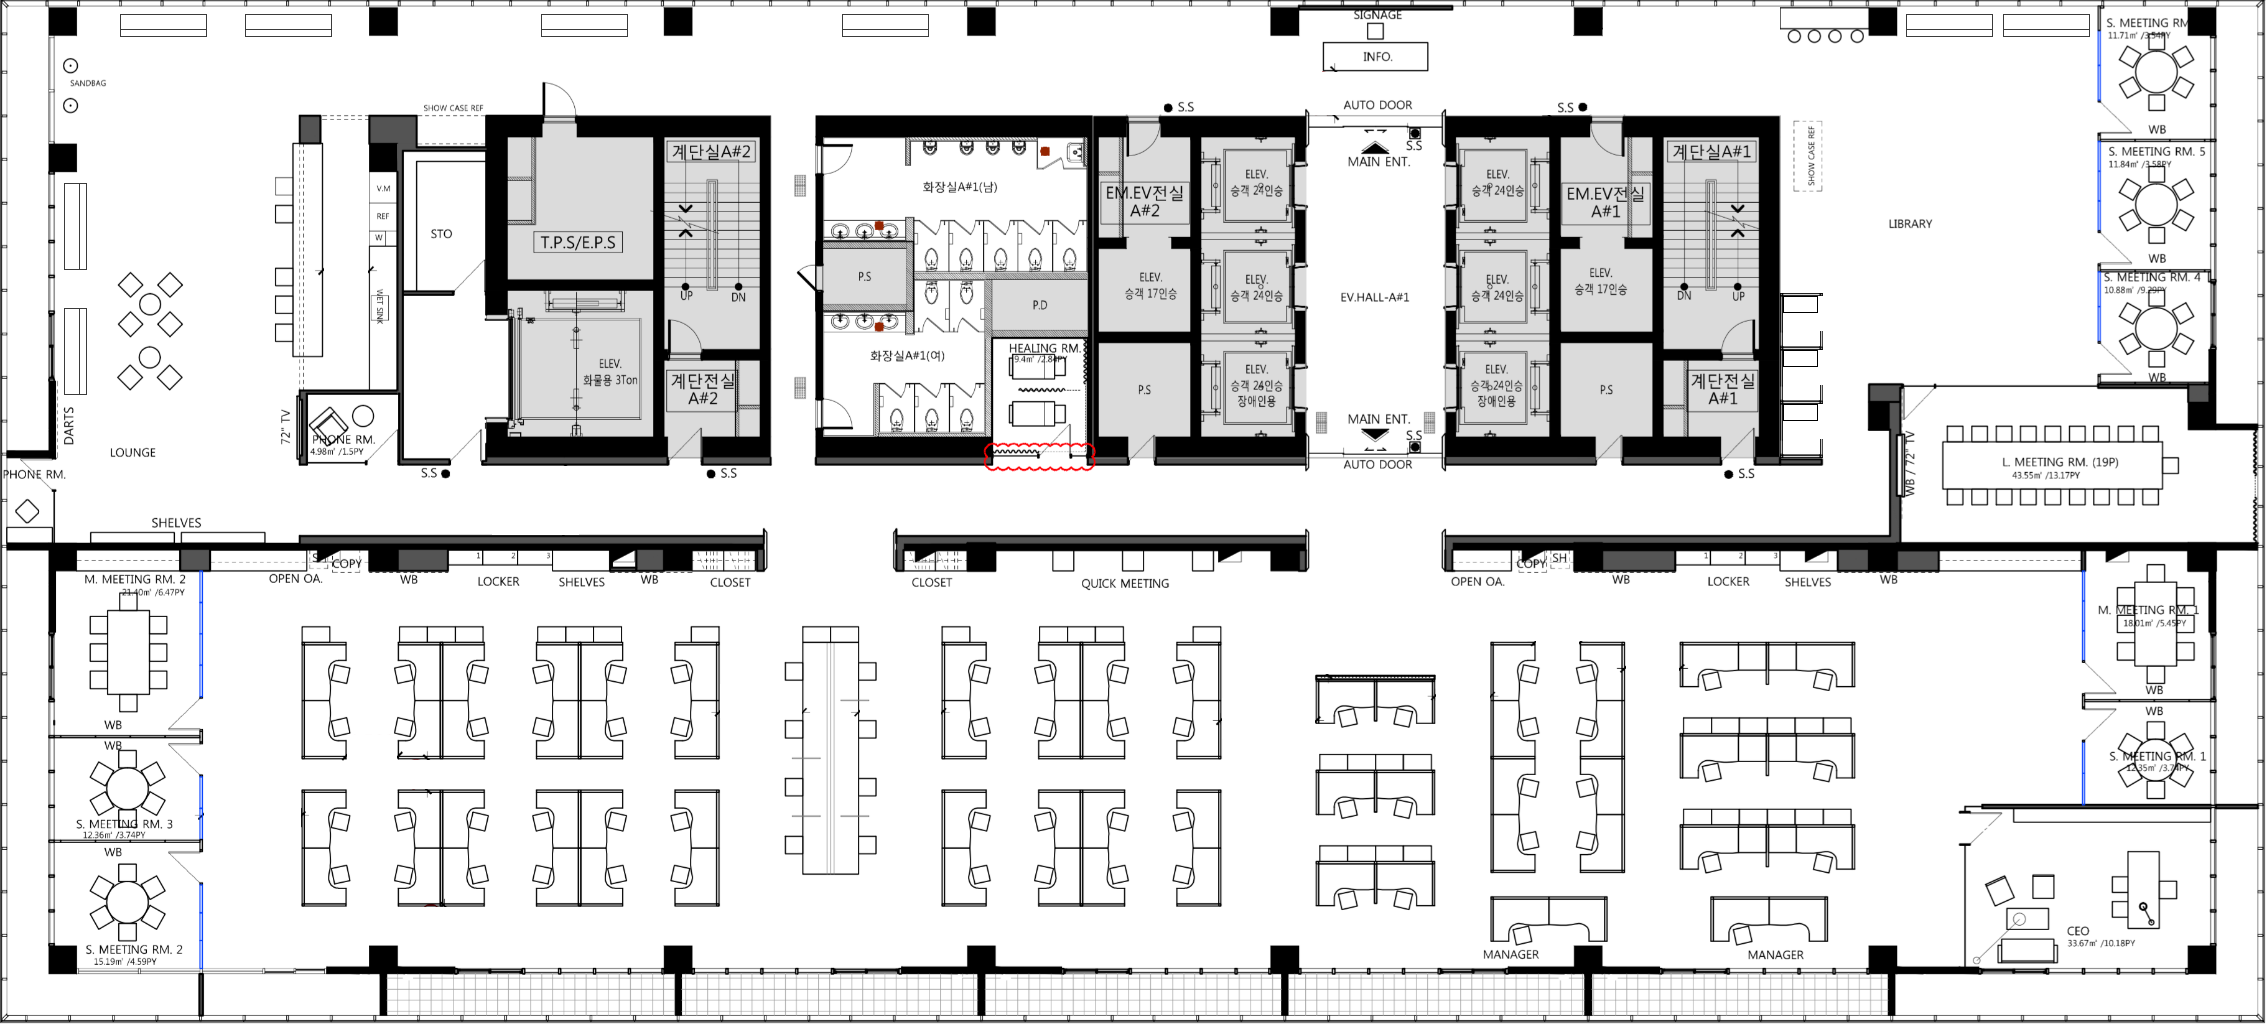 SIGNAGE
INFO.
S. MEETING RM.
11.71㎡ /3.54PY
SANDBAG
SHOW CASE REF
S.S
AUTO DOOR
S.S
S.S
MAIN ENT.
WB
SHOW CASE REF
계단실A#2
계단실A#1
S. MEETING RM. 5
11.84㎡ /3.58PY
V.M
REF
W
WET SINK
STO
T.P.S/E.P.S
화장실A#1(남)
EM.EV전실
A#2
ELEV.
승객 24인승
ELEV.
승객 24인승
EM.EV전실
A#1
LIBRARY
WB
P.S
P.D
ELEV.
승객 17인승
ELEV.
승객 24인승
EV.HALL-A#1
ELEV.
승객 24인승
ELEV.
승객 17인승
UP
DN
DN
UP
S. MEETING RM. 4
10.88㎡ /9.29PY
화장실A#1(여)
HEALING RM.
9.4㎡ /2.84PY
ELEV.
화물용 3Ton
계단전실
A#2
P.S
ELEV.
승객 24인승
장애인용
ELEV.
승객 24인승
장애인용
P.S
계단전실
A#1
WB
DARTS
72" TV
PHONE RM.
4.98㎡ /1.5PY
LOUNGE
MAIN ENT.
S.S
AUTO DOOR
S.S
S.S
S.S
PHONE RM.
WB / 72" TV
L. MEETING RM. (19P)
43.55㎡ /13.17PY
SHELVES
M. MEETING RM. 2
21.40㎡ /6.47PY
OPEN OA.
COPY
WB
1
2
3
LOCKER
SHELVES
WB
CLOSET
CLOSET
QUICK MEETING
OPEN OA.
COPY
SH
WB
1
2
3
LOCKER
SHELVES
WB
M. MEETING RM. 1
18.01㎡ /5.45PY
WB
WB
WB
WB
S. MEETING RM. 1
12.35㎡ /3.74PY
S. MEETING RM. 3
12.36㎡ /3.74PY
WB
S. MEETING RM. 2
15.19㎡ /4.59PY
MANAGER
MANAGER
CEO
33.67㎡ /10.18PY